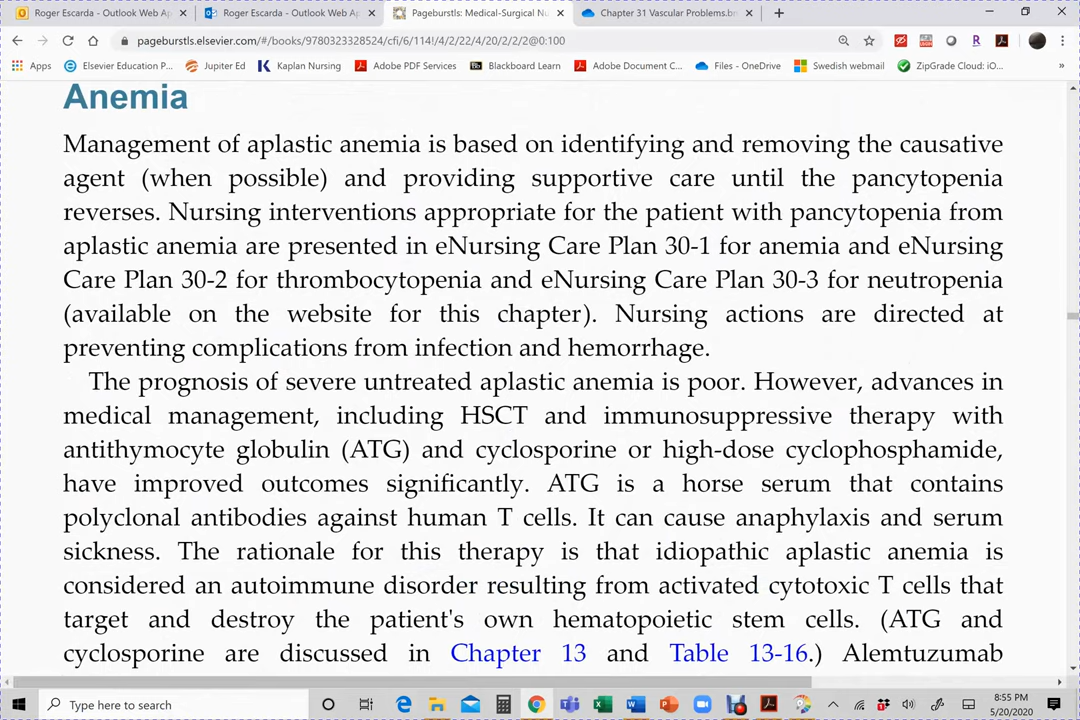 Roger Escarda - Outlook Web Ap
Roger Escarda - Outlook Web Ap
Pageburstls: Medical-Surgical Nu
Chapter 31 Vascular Problems.bm
pageburstls.elsevier.com/#/books/9780323328524/cfi/6/114!/4/2/22/4/20/2/2/2@0:100
Apps
Elsevier Education P...
Jupiter Ed
Kaplan Nursing
Adobe PDF Services
Blackboard Learn
Adobe Document C...
Files - OneDrive
Swedish webmail
ZipGrade Cloud: iO...
Anemia
Management of aplastic anemia is based on identifying and removing the causative
agent (when possible) and providing supportive care until the pancytopenia
reverses. Nursing interventions appropriate for the patient with pancytopenia from
aplastic anemia are presented in eNursing Care Plan 30-1 for anemia and eNursing
Care Plan 30-2 for thrombocytopenia and eNursing Care Plan 30-3 for neutropenia
(available on the website for this chapter). Nursing actions are directed at
preventing complications from infection and hemorrhage.
The prognosis of severe untreated aplastic anemia is poor. However, advances in
medical management, including HSCT and immunosuppressive therapy with
antithymocyte globulin (ATG) and cyclosporine or high-dose cyclophosphamide,
have improved outcomes significantly. ATG is a horse serum that contains
polyclonal antibodies against human T cells. It can cause anaphylaxis and serum
sickness. The rationale for this therapy is that idiopathic aplastic anemia is
considered an autoimmune disorder resulting from activated cytotoxic T cells that
target and destroy the patient's own hematopoietic stem cells. (ATG and
cyclosporine are discussed in Chapter 13 and Table 13-16.) Alemtuzumab
Type here to search
8:55 PM
5/20/2020